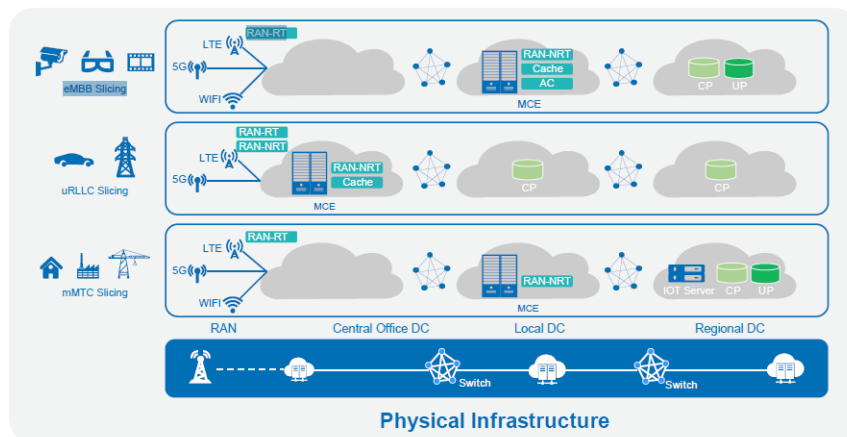 RAN-RT
LTE
5G
WIFI
eMBB Slicing
RAN-NRT
Cache
AC
MCE
CP
UP
RAN-RT
RAN-NRT
LTE
5G
uRLLC Slicing
RAN-NRT
Cache
MCE
CP
CP
RAN-RT
LTE
5G
WIFI
mMTC Slicing
RAN-NRT
MCE
IOT Server
CP
UP
RAN
Central Office DC
Local DC
Regional DC
Switch
Switch
Physical Infrastructure